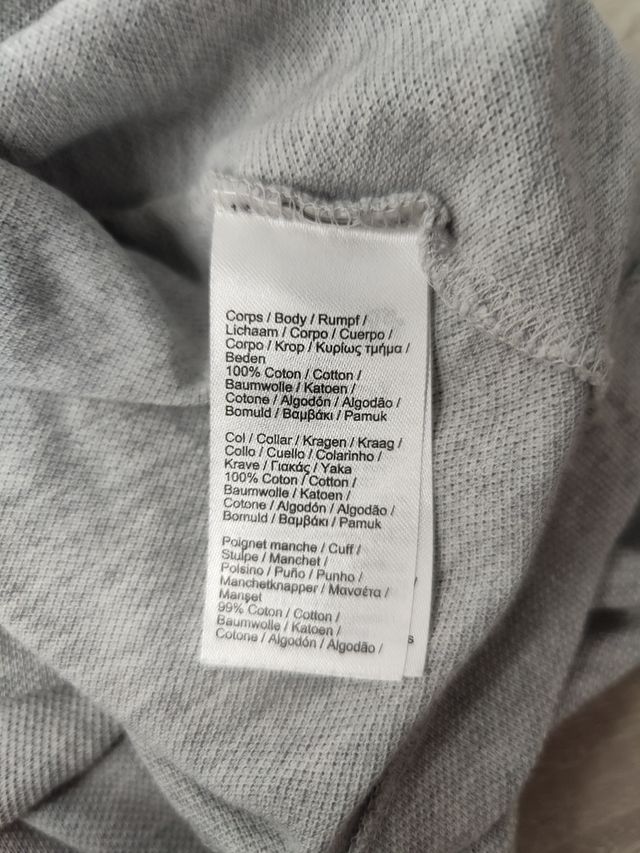 Corps / Body / Rumpf /
Lichaam / Corpo / Cuerpo /
Corpo / Krop / Κυρίως τμήμα /
Beden
100% Coton / Cotton /
Baumwolle / Katoen /
Cotone / Algodón / Algodão /
Bomuld / Βαμβάκι / Pamuk
Col / Collar / Kragen / Kraag /
Collo / Cuello / Colarinho /
Krave / Γιακάς / Yaka
100% Coton / Cotton /
Baumwolle / Katoen /
Cotone / Algodón / Algodão /
Bomuld / Βαμβάκι / Pamuk
Poignet manche / Cuff /
Stulpe / Manchet /
Polsino / Puño / Punho /
Manchetknapper / Μανσέτα /
Manşet
99% Coton / Cotton /
Baumwolle / Katoen /
Cotone / Algodón / Algodão /